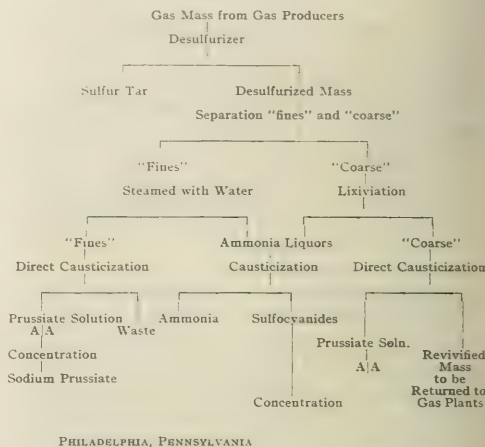 Gas Mass from Gas Producers
Desulfurizer
Sulfur Tar Desulfurized Mass
Separation "fines" and "coarse"
"Fines" "Coarse"
Steamed with Water Lixiviation
"Fines" Ammonia Liquors "Coarse"
Direct Causticization Causticization Direct Causticization
Prussiate Solution Waste Ammonia Sulfocyanides
A|A
Prussiate Soln. Revivified
Concentration A|A Mass
to be
Sodium Prussiate Returned to
Concentration Gas Plants
PHILADELPHIA, PENNSYLVANIA